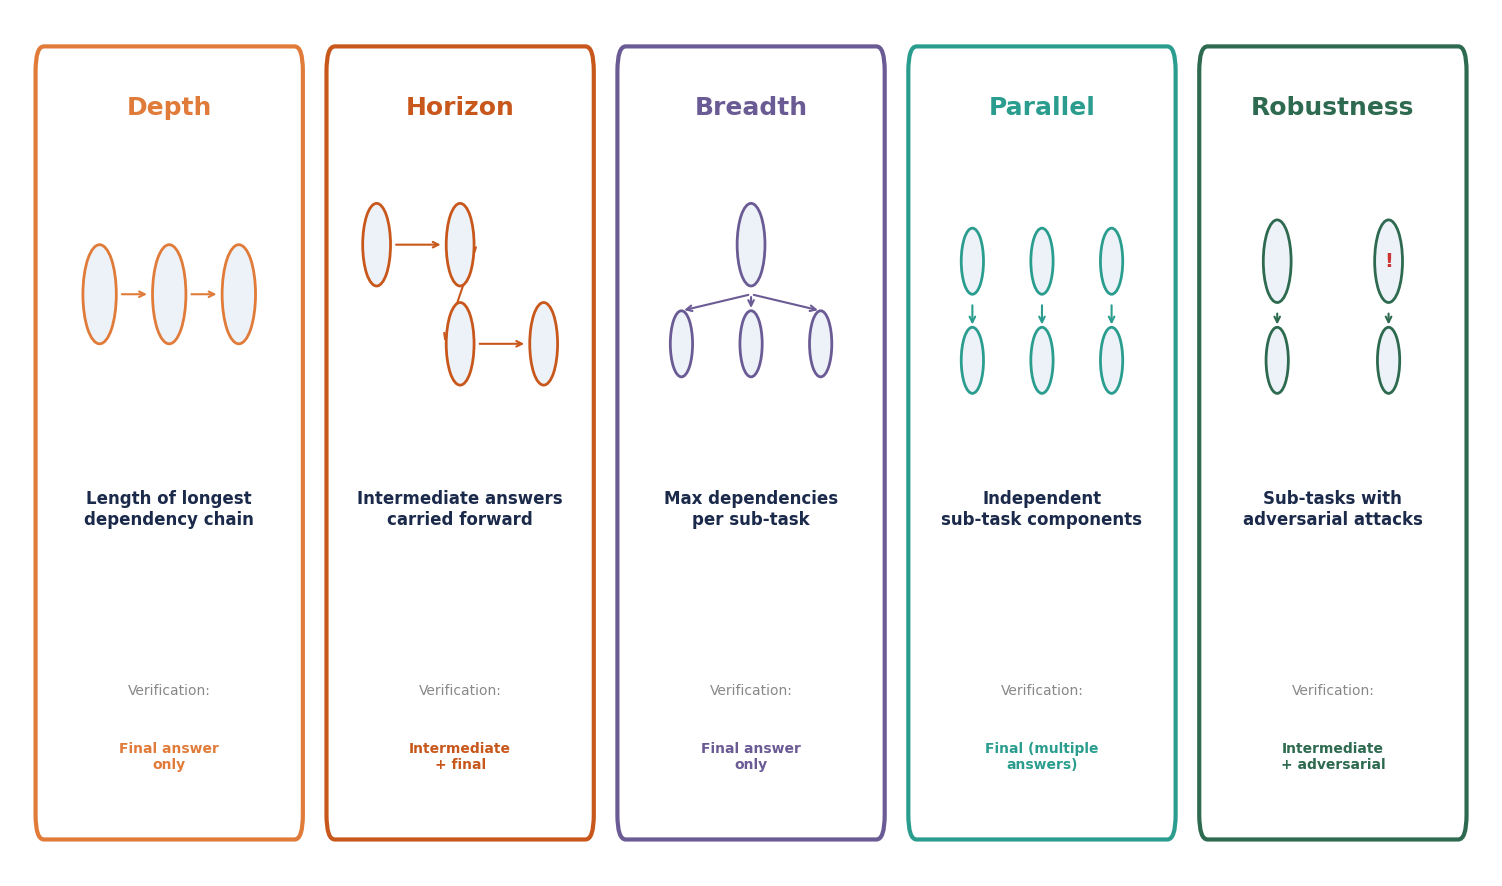 Depth
Length of longest
dependency chain
Verification:
Final answer
only
Horizon
Intermediate answers
carried forward
Verification:
Intermediate
+ final
Breadth
Max dependencies
per sub-task
Verification:
Final answer
only
Parallel
Independent
sub-task components
Verification:
Final (multiple
answers)
Robustness
!
Sub-tasks with
adversarial attacks
Verification:
Intermediate
+ adversarial